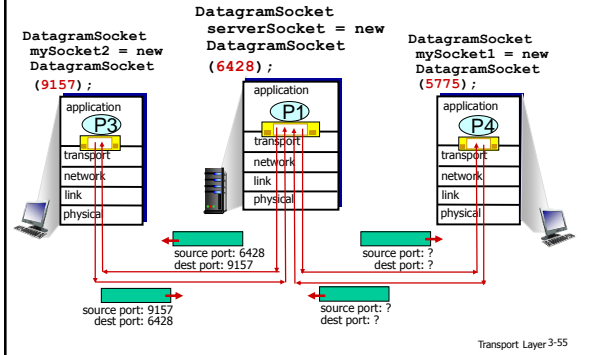 DatagramSocket
mySocket2 = new
DatagramSocket
(9157);
DatagramSocket
serverSocket = new
DatagramSocket
(6428);
DatagramSocket
mySocket1 = new
DatagramSocket
(5775);
application
P3
transport
network
link
physical
application
P1
transport
network
link
physical
application
P4
transport
network
link
physical
source port: 6428
dest port: 9157
source port: ?
dest port: ?
source port: 9157
dest port: 6428
source port: ?
dest port: ?
Transport Layer 3-55